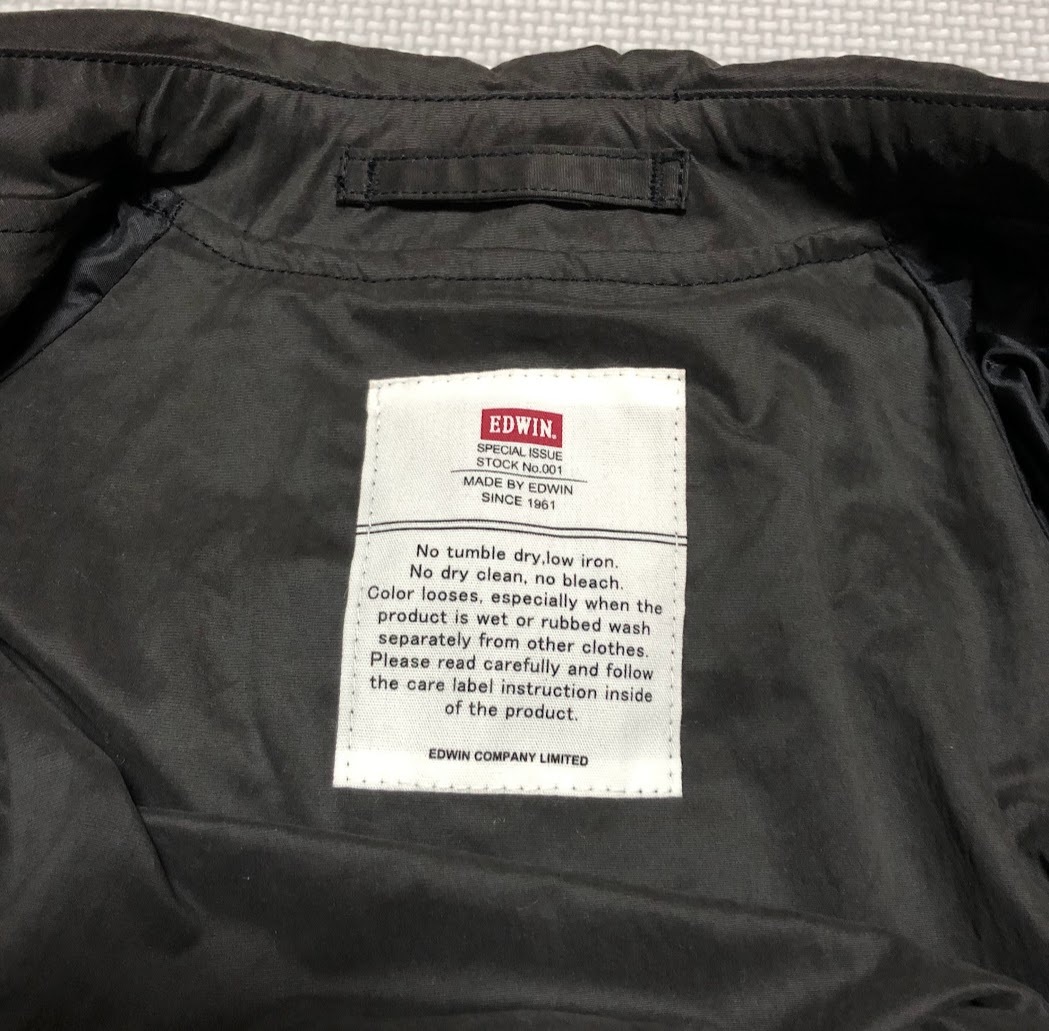 EDWIN.
SPECIAL ISSUE
STOCK No.001
MADE BY EDWIN
SINCE 1961
No tumble dry,low iron.
No dry clean, no bleach.
Color looses, especially when the
product is wet or rubbed wash
separately from other clothes.
Please read carefully and follow
the care label instruction inside
of the product.
EDWIN COMPANY LIMITED